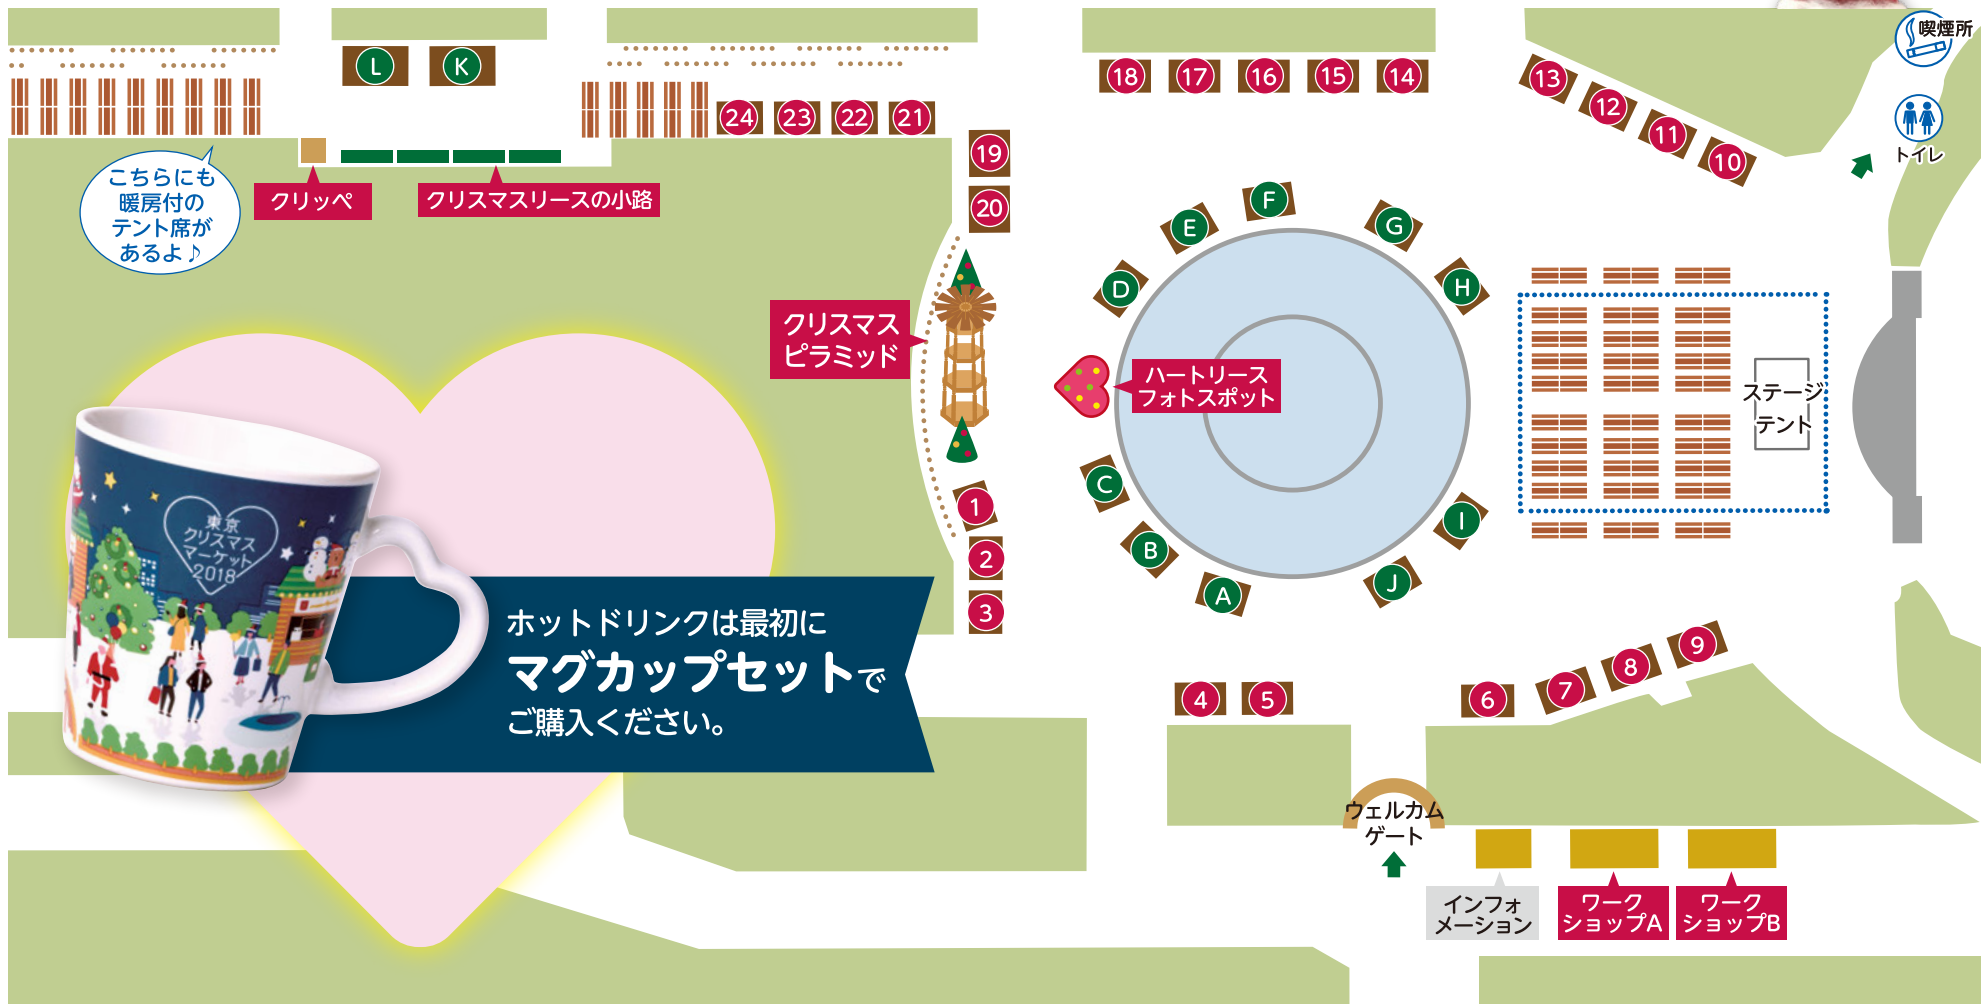 喫煙所
L
K
18
17
16
15
14
13
12
11
10
トイレ
24
23
22
21
19
20
こちらにも
暖房付の
テント席が
あるよ♪
クリッペ
クリスマスリースの小路
F
E
G
D
H
クリスマス
ピラミッド
ハートリース
フォトスポット
ステージ
テント
東京
クリスマス
マーケット
2018
C
B
A
I
J
1
2
3
ホットドリンクは最初に
マグカップセットで
ご購入ください。
4
5
6
7
8
9
ウェルカム
ゲート
インフォ
メーション
ワーク
ショップA
ワーク
ショップB